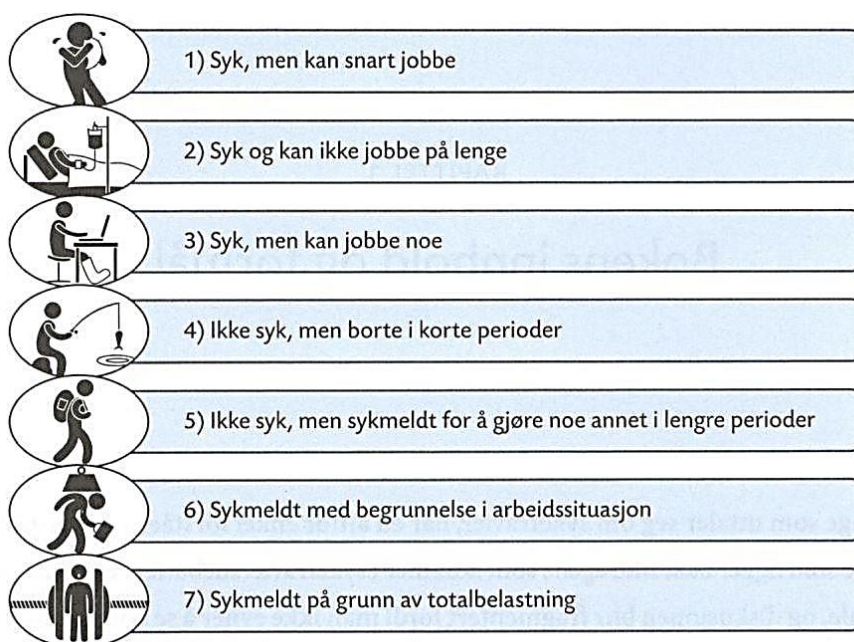 1) Syk, men kan snart jobbe
2) Syk og kan ikke jobbe på lenge
3) Syk, men kan jobbe noe
4) Ikke syk, men borte i korte perioder
5) Ikke syk, men sykmeldt for å gjøre noe annet i lengre perioder
6) Sykmeldt med begrunnelse i arbeidssituasjon
7) Sykmeldt på grunn av totalbelastning